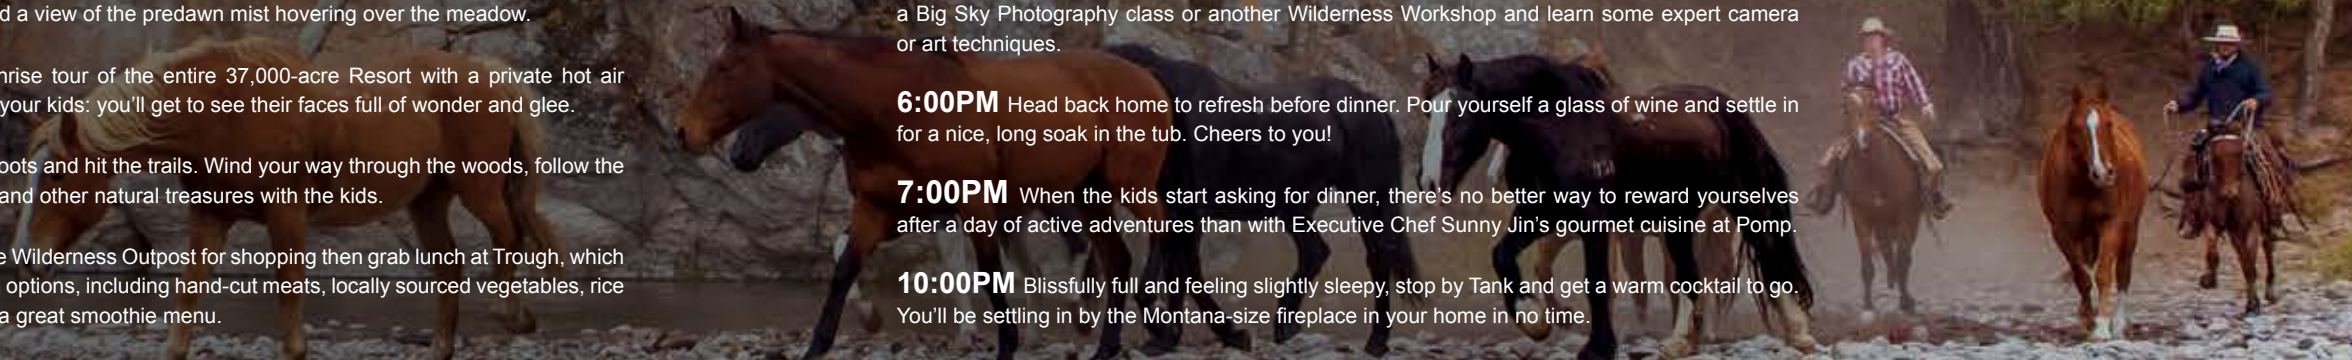 d a view of the predawn mist hovering over the meadow.
nrise tour of the entire 37,000-acre Resort with a private hot air
your kids: you'll get to see their faces full of wonder and glee.
oots and hit the trails. Wind your way through the woods, follow the
and other natural treasures with the kids.
e Wilderness Outpost for shopping then grab lunch at Trough, which
options, including hand-cut meats, locally sourced vegetables, rice
a great smoothie menu.
a Big Sky Photography class or another Wilderness Workshop and learn some expert camera
or art techniques.
6:00PM Head back home to refresh before dinner. Pour yourself a glass of wine and settle in
for a nice, long soak in the tub. Cheers to you!
7:00PM When the kids start asking for dinner, there's no better way to reward yourselves
after a day of active adventures than with Executive Chef Sunny Jin's gourmet cuisine at Pomp.
10:00PM Blissfully full and feeling slightly sleepy, stop by Tank and get a warm cocktail to go.
You'll be settling in by the Montana-size fireplace in your home in no time.